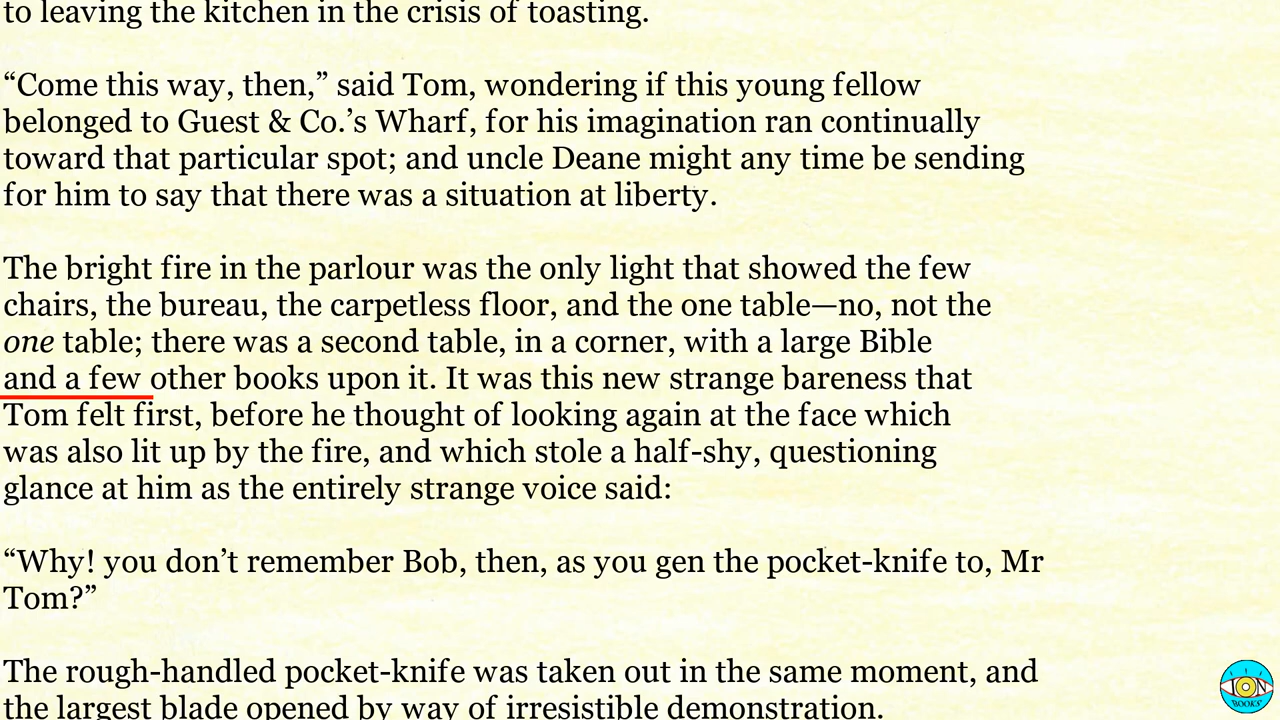 to leaving the kitchen in the crisis of toasting.
“Come this way, then,” said Tom, wondering if this young fellow
belonged to Guest & Co.’s Wharf, for his imagination ran continually
toward that particular spot; and uncle Deane might any time be sending
for him to say that there was a situation at liberty.
The bright fire in the parlour was the only light that showed the few
chairs, the bureau, the carpetless floor, and the one table—no, not the
one table; there was a second table, in a corner, with a large Bible
and a few other books upon it. It was this new strange bareness that
Tom felt first, before he thought of looking again at the face which
was also lit up by the fire, and which stole a half-shy, questioning
glance at him as the entirely strange voice said:
“Why! you don’t remember Bob, then, as you gen the pocket-knife to, Mr
Tom?”
The rough-handled pocket-knife was taken out in the same moment, and
the largest blade opened by way of irresistible demonstration.
ION
BOOKS